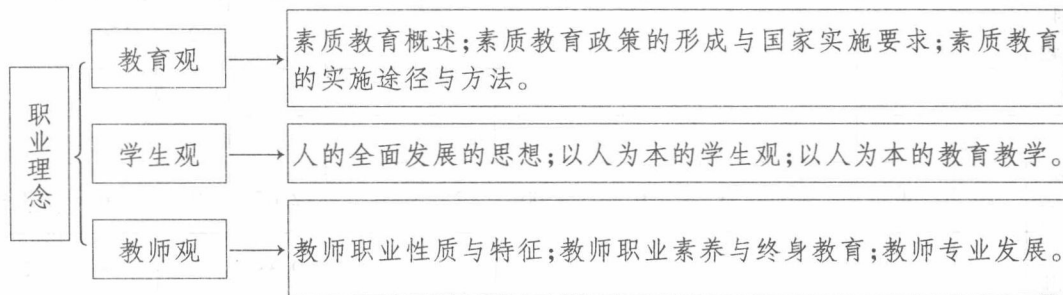 职业理念
教育观
素质教育概述;素质教育政策的形成与国家实施要求;素质教育
的实施途径与方法。
学生观
人的全面发展的思想;以人为本的学生观;以人为本的教育教学。
教师观
教师职业性质与特征;教师职业素养与终身教育;教师专业发展。